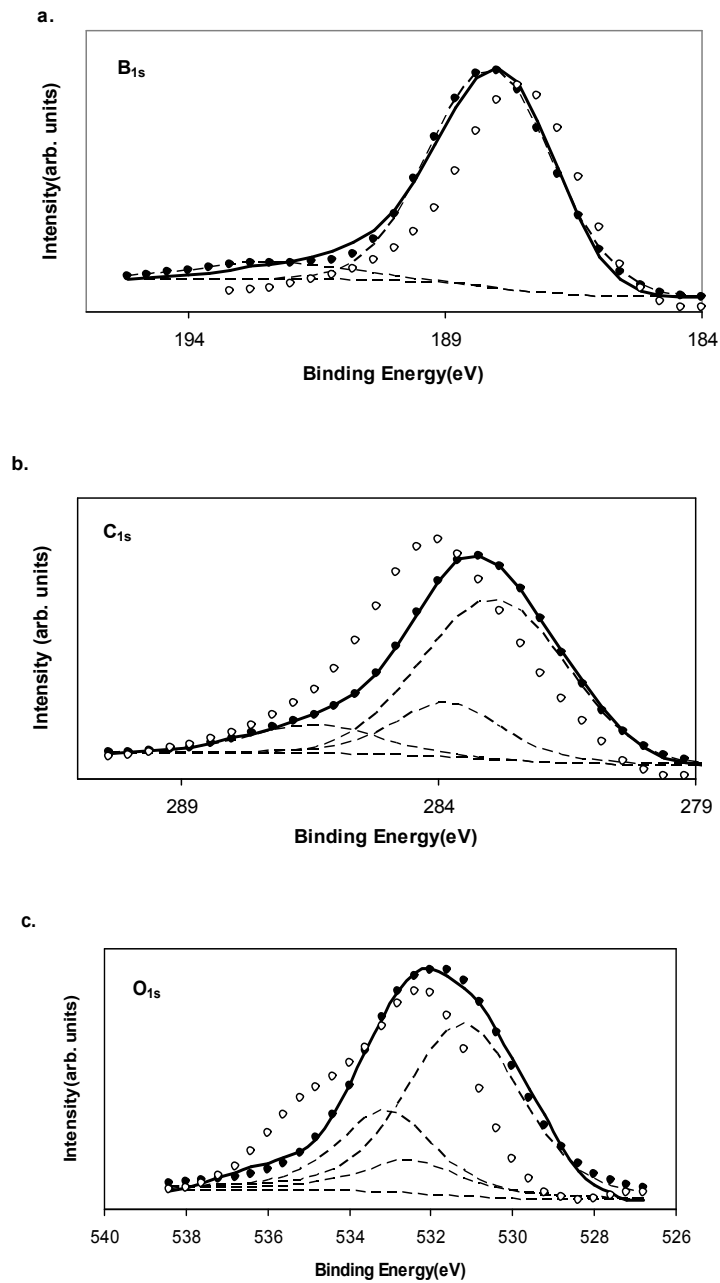 a.
B1s
Intensity(arb. units)
194 189 184
Binding Energy(eV)
b.
C1s
Intensity (arb. units)
289 284 279
Binding Energy(eV)
c.
O1s
Intensity(arb. units)
540 538 536 534 532 530 528 526
Binding Energy(eV)